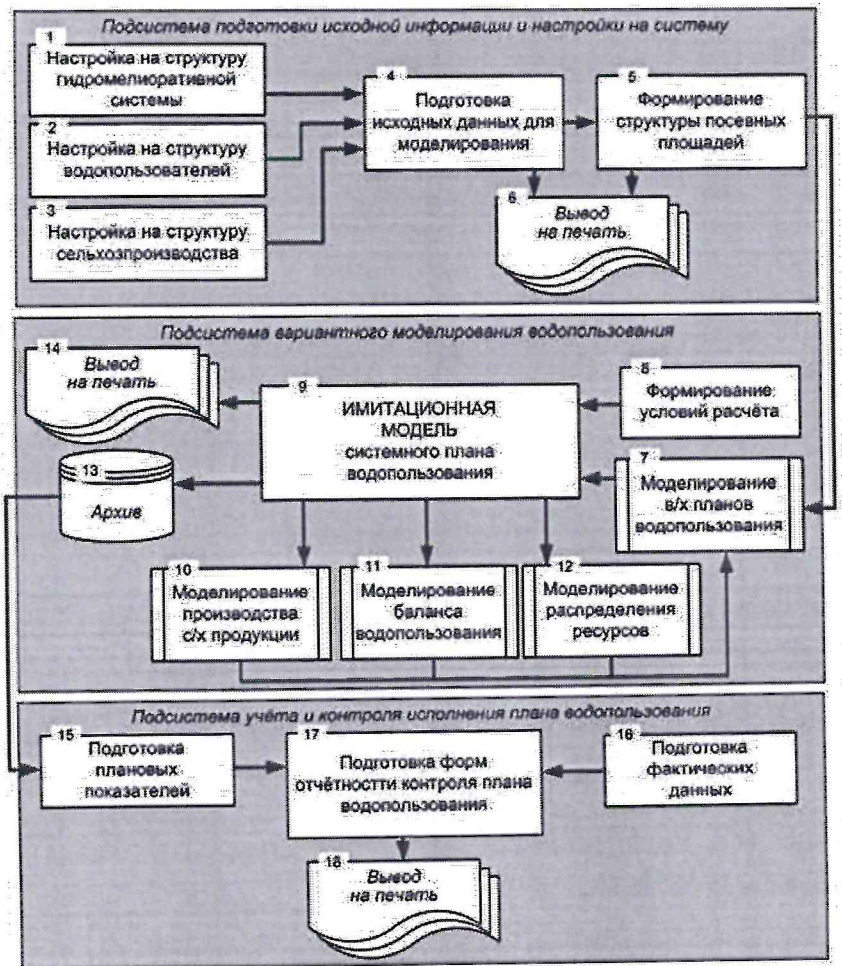 Подсистема подготовки исходной информации и настройки на систему
1
Настройка на структуру
гидромелиоративной
системы
2
Настройка на структуру
водопользователей
3
Настройка на структуру
сельхозпроизводства
4
Подготовка
исходных данных для
моделирования
5
Формирование
структуры посевных
площадей
6
Вывод
на печать
Подсистема вариантного моделирования водопользования
14
Вывод
на печать
9
ИМИТАЦИОННАЯ
МОДЕЛЬ
системного плана
водопользования
8
Формирование
условий расчёта
13
Архив
7
Моделирование
в/х планов
водопользования
10
Моделирование
производства
с/х продукции
11
Моделирование
баланса
водопользования
12
Моделирование
распределения
ресурсов
Подсистема учёта и контроля исполнения плана водопользования
15
Подготовка
плановых
показателей
17
Подготовка форм
отчётностти контроля плана
водопользования
16
Подготовка
фактических
данных
18
Вывод
на печать